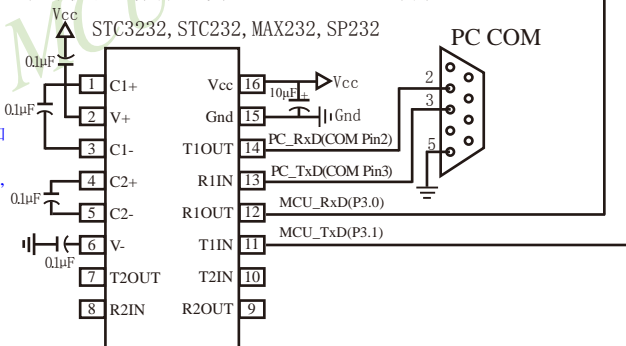 MCU
Vcc
STC3232, STC232, MAX232, SP232
PC COM
0.1μF
1 C1+
Vcc 16
Vcc
10μF +
2
0.1μF
2 V+
Gnd 15
Gnd
3
3 C1-
T1OUT 14
PC_RxD(COM Pin2)
5
4 C2+
R1IN 13
PC_TxD(COM Pin3)
0.1μF
5 C2-
R1OUT 12
MCU_RxD(P3.0)
6 V-
T1IN 11
MCU_TxD(P3.1)
0.1μF
7 T2OUT
T2IN 10
8 R2IN
R2OUT 9